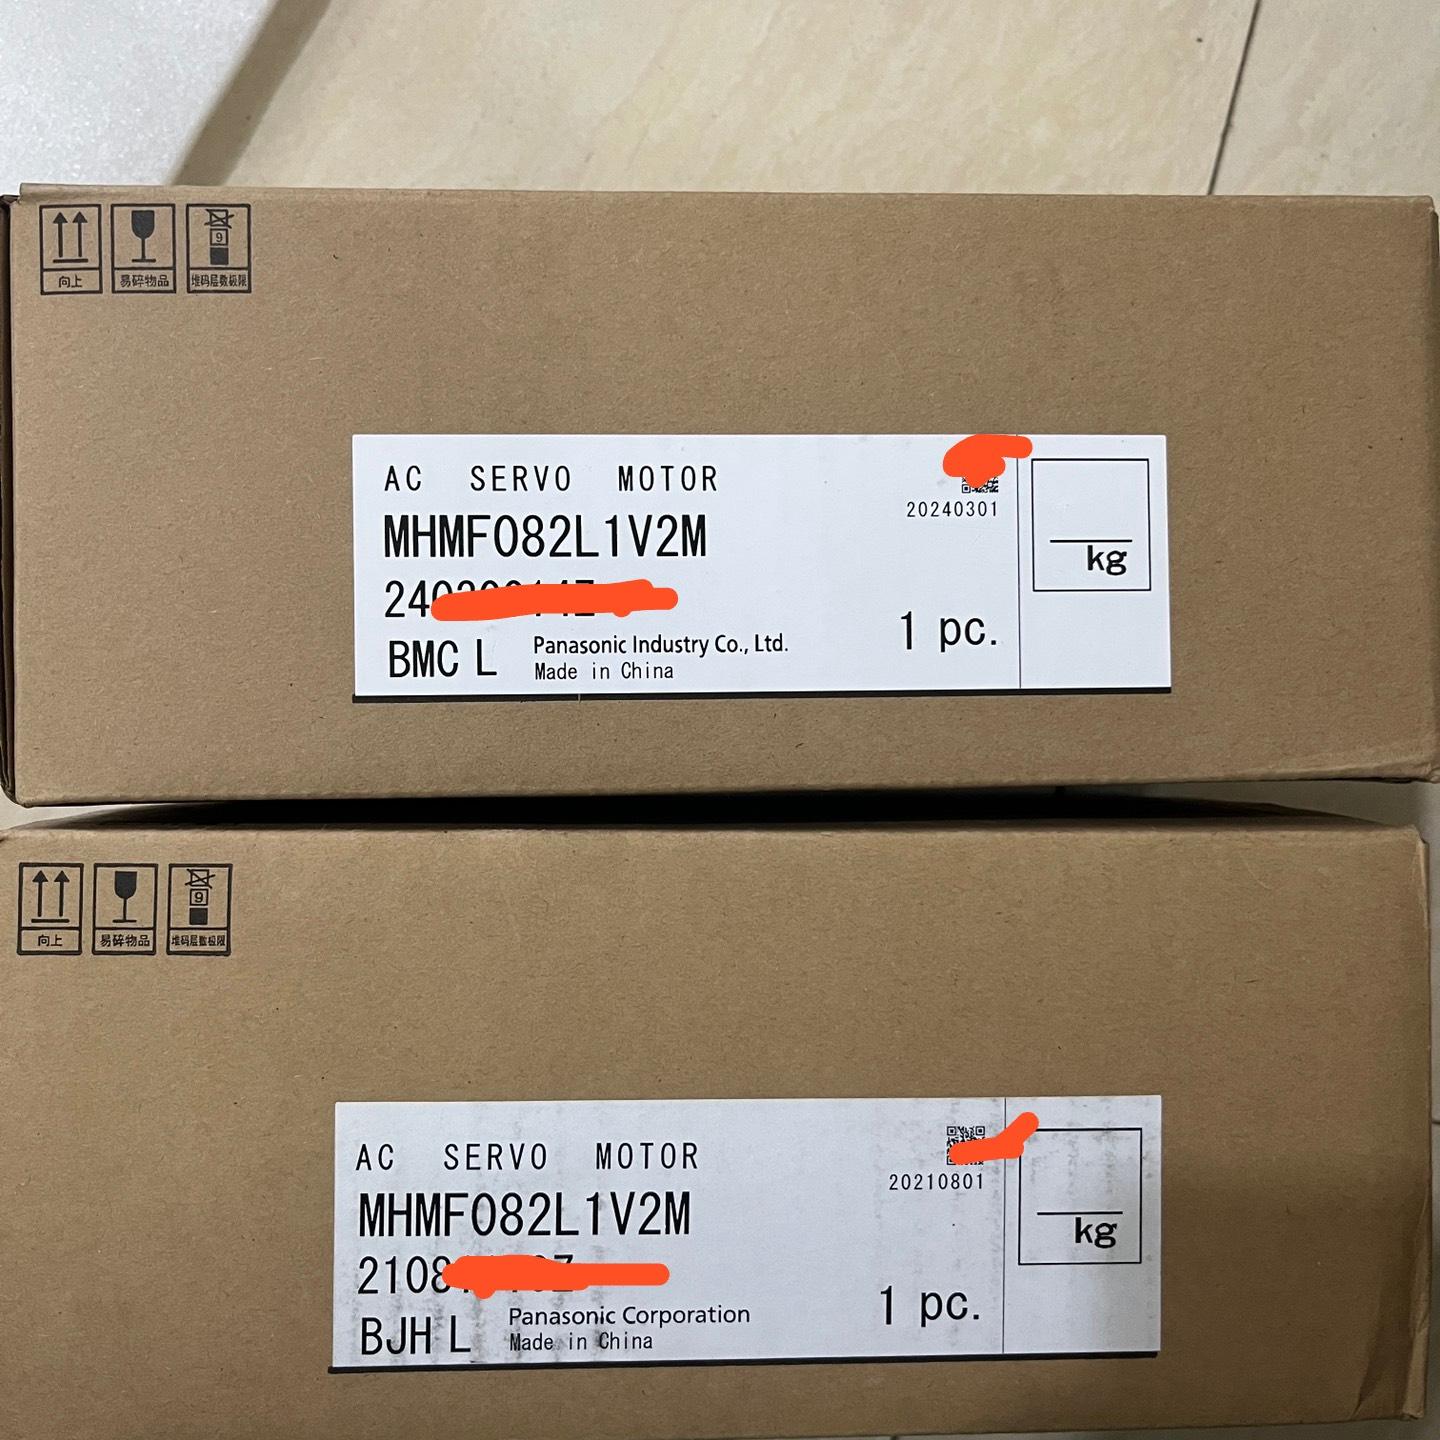 9
向上
易碎物品
堆码层数极限
AC SERVO MOTOR
20240301
MHMF082L1V2M
kg
BMC L
Panasonic Industry Co., Ltd.
Made in China
1 pc.
9
向上
易碎物品
堆码层数极限
AC SERVO MOTOR
20210801
MHMF082L1V2M
kg
BJH L
Panasonic Corporation
Made in China
1 pc.